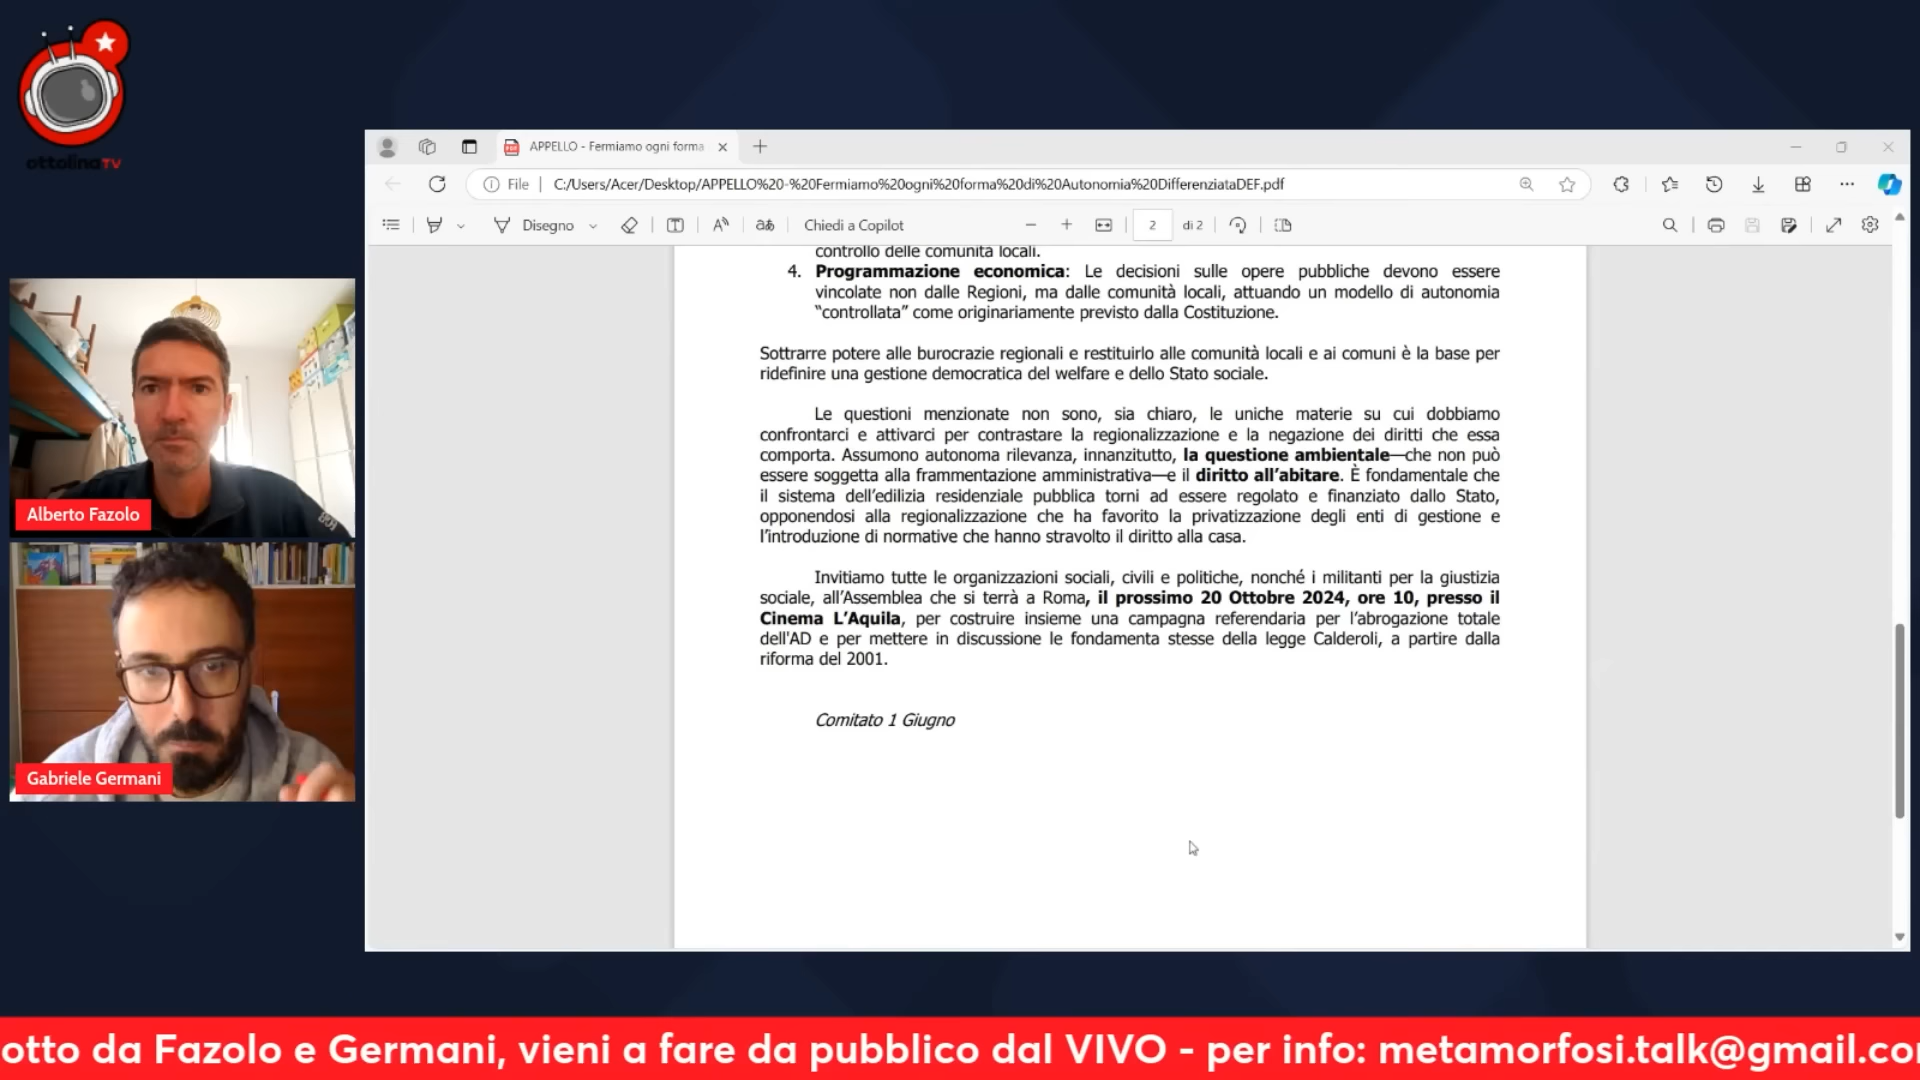 ottolinaTV
APPELLO - Fermiamo ogni forma
File
C:/Users/Acer/Desktop/APPELLO%20-%20Fermiamo%20ogni%20forma%20di%20Autonomia%20DifferenziataDEF.pdf
Disegno
Chiedi a Copilot
2
di 2
controllo delle comunità locali.
4. Programmazione economica: Le decisioni sulle opere pubbliche devono essere
vincolate non dalle Regioni, ma dalle comunità locali, attuando un modello di autonomia
“controllata” come originariamente previsto dalla Costituzione.
Sottrarre potere alle burocrazie regionali e restituirlo alle comunità locali e ai comuni è la base per
ridefinire una gestione democratica del welfare e dello Stato sociale.
Le questioni menzionate non sono, sia chiaro, le uniche materie su cui dobbiamo
confrontarci e attivarci per contrastare la regionalizzazione e la negazione dei diritti che essa
comporta. Assumono autonoma rilevanza, innanzitutto, la questione ambientale—che non può
essere soggetta alla frammentazione amministrativa—e il diritto all’abitare. È fondamentale che
il sistema dell’edilizia residenziale pubblica torni ad essere regolato e finanziato dallo Stato,
opponendosi alla regionalizzazione che ha favorito la privatizzazione degli enti di gestione e
l’introduzione di normative che hanno stravolto il diritto alla casa.
Invitiamo tutte le organizzazioni sociali, civili e politiche, nonché i militanti per la giustizia
sociale, all’Assemblea che si terrà a Roma, il prossimo 20 Ottobre 2024, ore 10, presso il
Cinema L’Aquila, per costruire insieme una campagna referendaria per l’abrogazione totale
dell'AD e per mettere in discussione le fondamenta stesse della legge Calderoli, a partire dalla
riforma del 2001.
Comitato 1 Giugno
Alberto Fazolo
Gabriele Germani
otto da Fazolo e Germani, vieni a fare da pubblico dal VIVO - per info: metamorfosi.talk@gmail.co